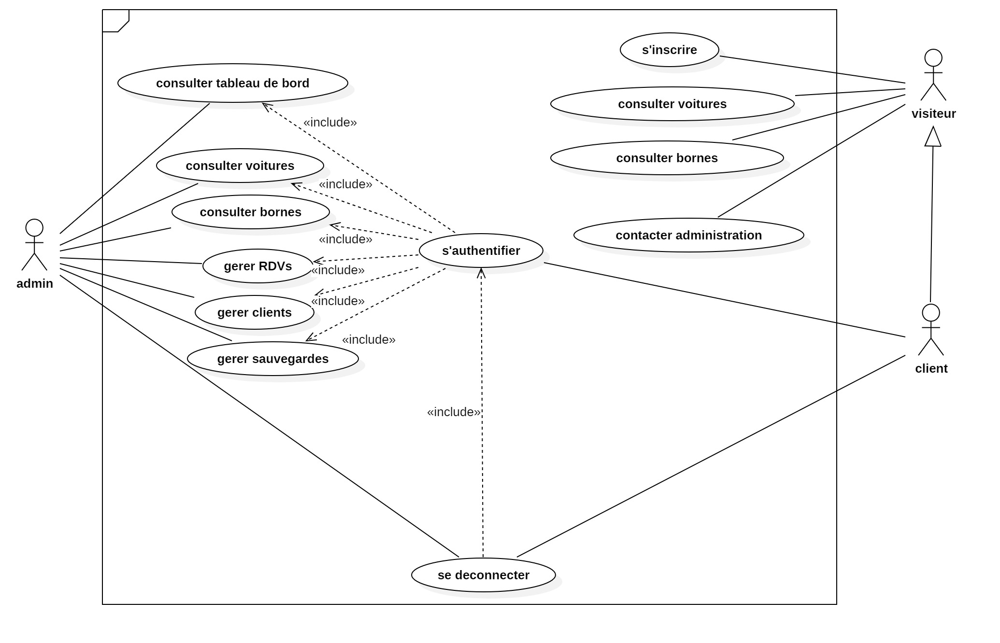 s'inscrire
consulter tableau de bord
consulter voitures
visiteur
«include»
consulter bornes
consulter voitures
«include»
consulter bornes
contacter administration
«include»
s'authentifier
gerer RDVs
«include»
admin
«include»
gerer clients
«include»
gerer sauvegardes
client
«include»
se deconnecter